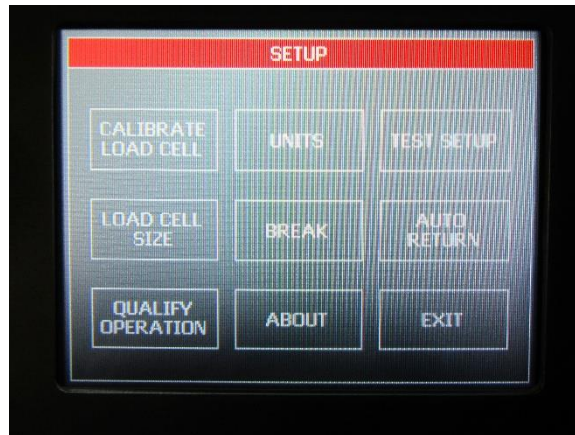 SETUP
CALIBRATE
LOAD CELL
UNITS
TEST SETUP
LOAD CELL
SIZE
BREAK
AUTO
RETURN
QUALIFY
OPERATION
ABOUT
EXIT